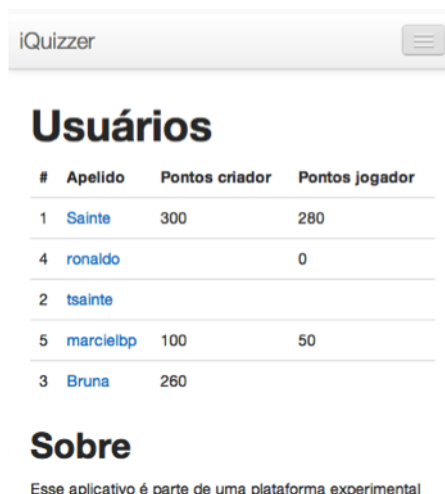 iQuizzer
Usuários
# Apelido Pontos criador Pontos jogador
1 Sainte 300 280
4 ronaldo 0
2 tsainte
5 marcielbp 100 50
3 Bruna 260
Sobre
Esse aplicativo é parte de uma plataforma experimental